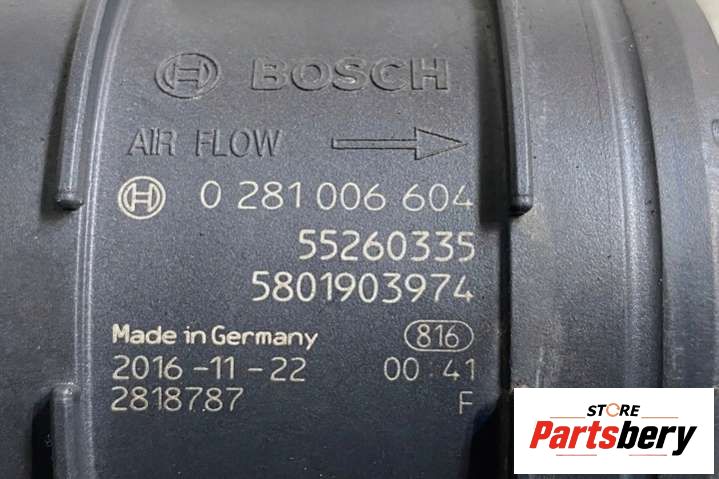 BOSCH
AIR FLOW
0 281 006 604
55260335
5801903974
Made in Germany 816
2016-11-22 00:41
2818787 F
STORE
Partsbery